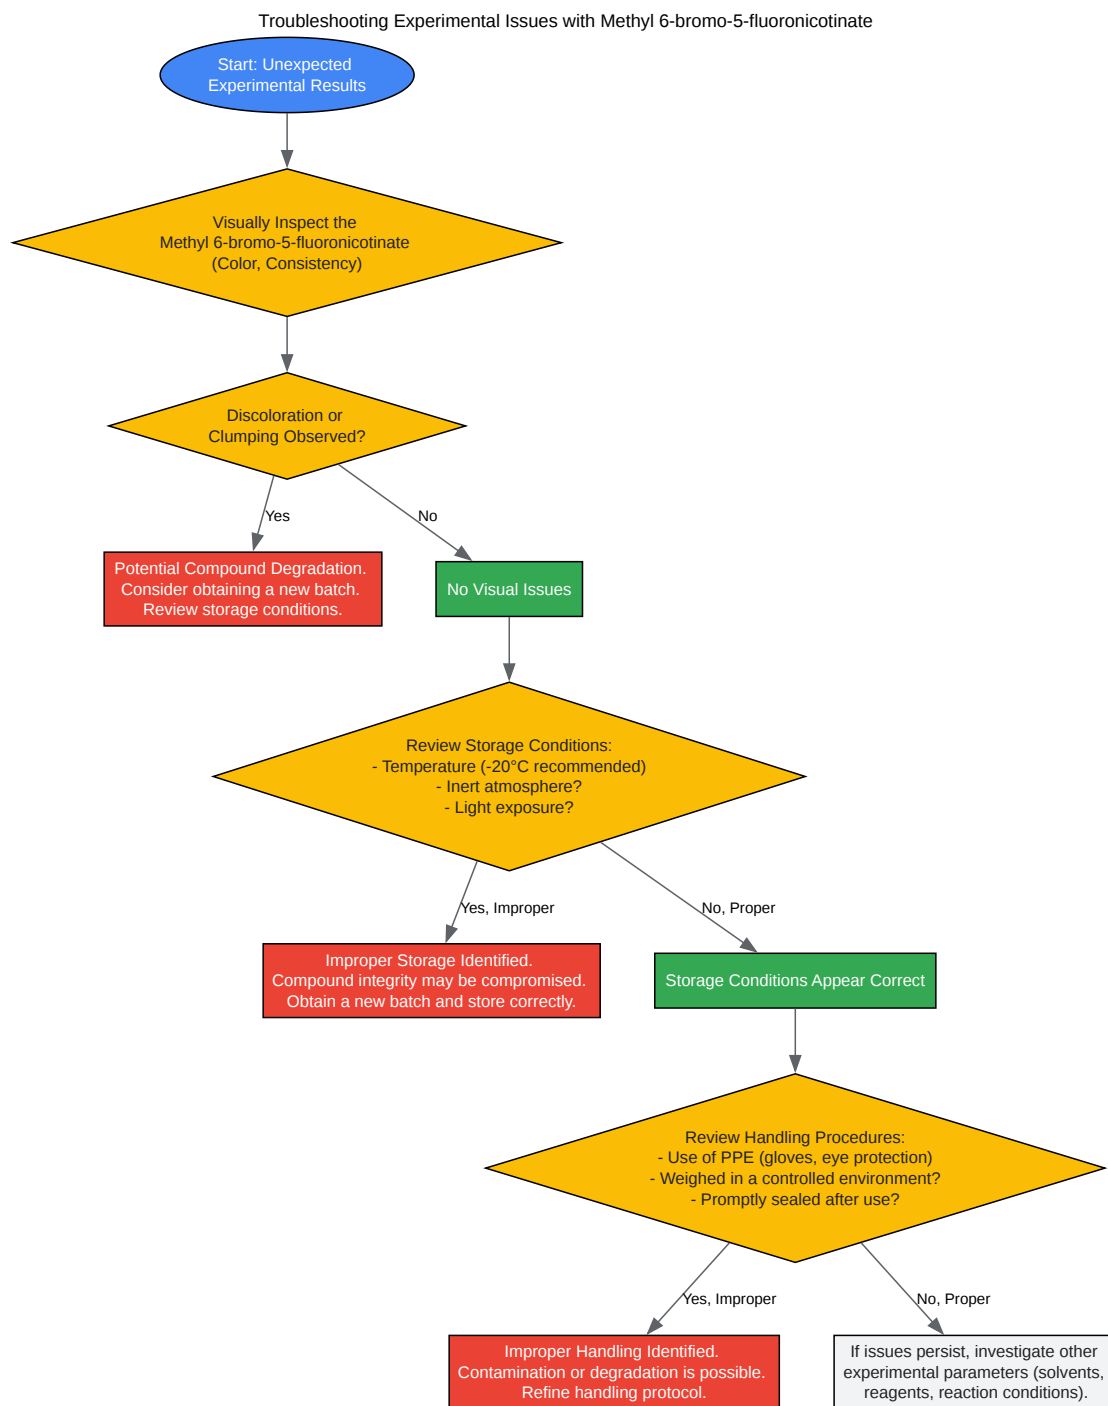 Troubleshooting Experimental Issues with Methyl 6-bromo-5-fluoronicotinate
Start: Unexpected
Experimental Results
Visually Inspect the
Methyl 6-bromo-5-fluoronicotinate
(Color, Consistency)
Discoloration or
Clumping Observed?
Yes
No
Potential Compound Degradation.
Consider obtaining a new batch.
Review storage conditions.
No Visual Issues
Review Storage Conditions:
- Temperature (-20°C recommended)
- Inert atmosphere?
- Light exposure?
Yes, Improper
No, Proper
Improper Storage Identified.
Compound integrity may be compromised.
Obtain a new batch and store correctly.
Storage Conditions Appear Correct
Review Handling Procedures:
- Use of PPE (gloves, eye protection)
- Weighed in a controlled environment?
- Promptly sealed after use?
Yes, Improper
No, Proper
Improper Handling Identified.
Contamination or degradation is possible.
Refine handling protocol.
If issues persist, investigate other
experimental parameters (solvents,
reagents, reaction conditions).